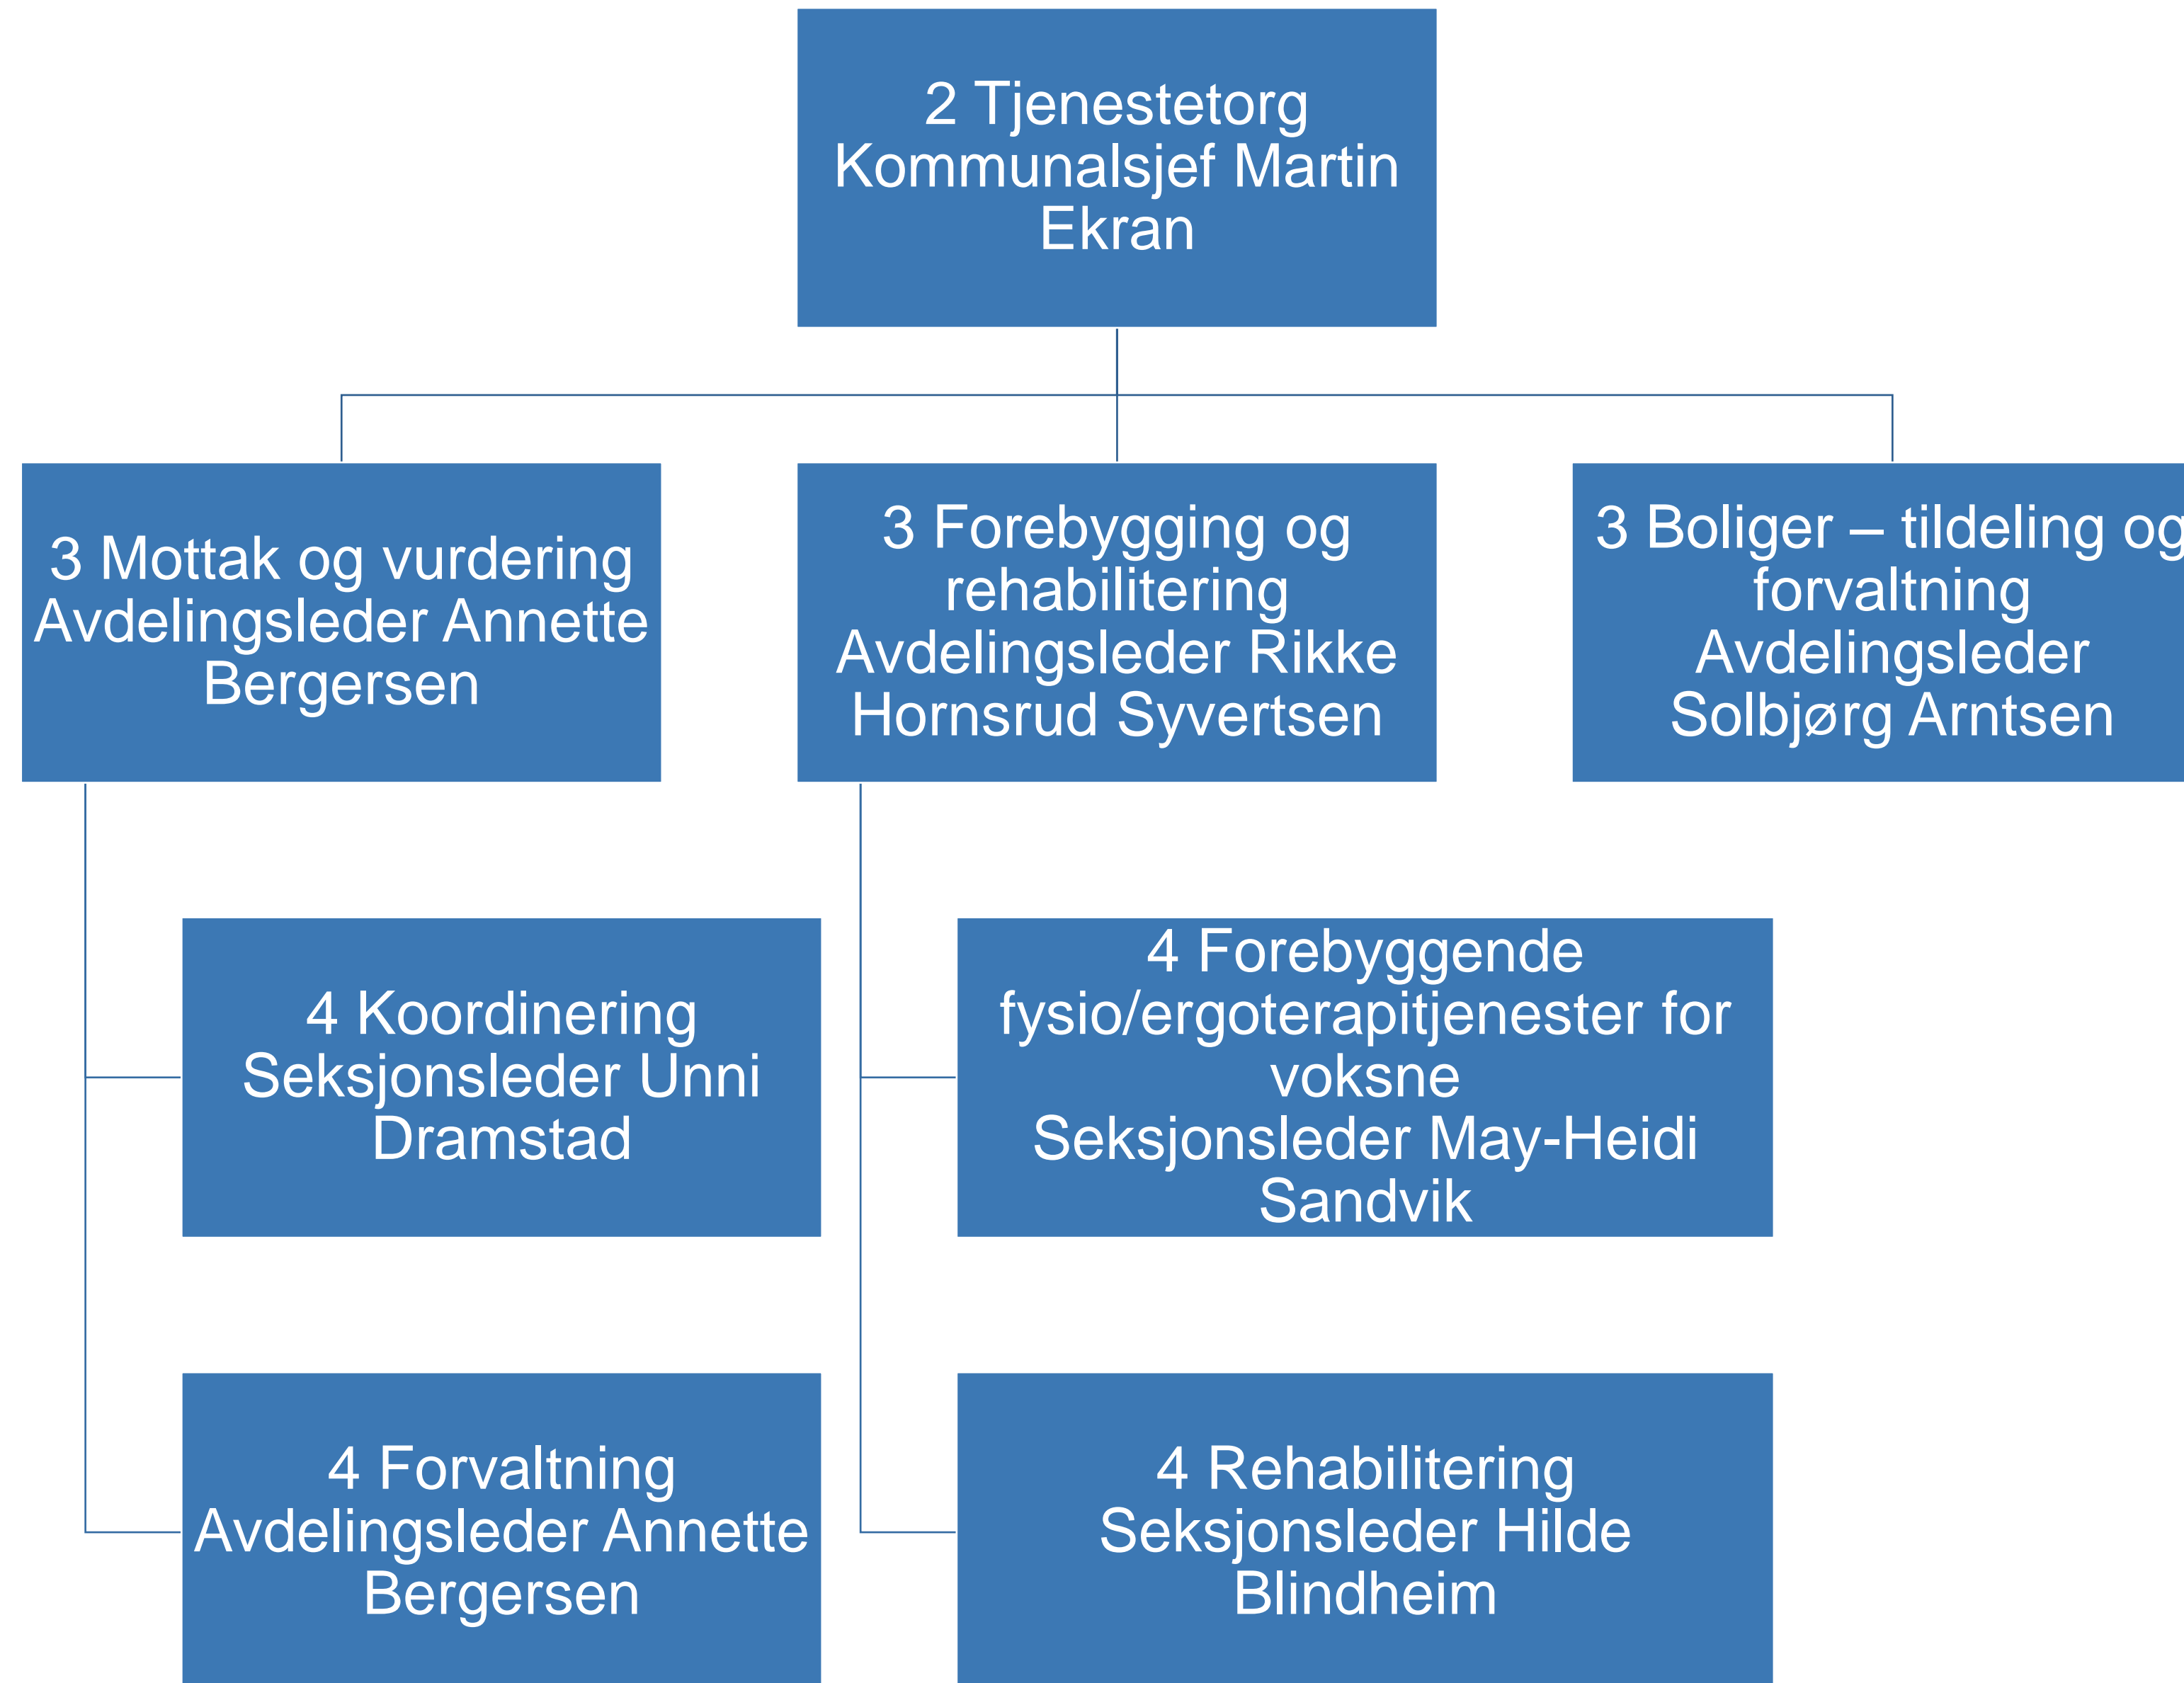 2 Tjenestetorg
Kommunalsjef Martin
Ekran
3 Mottak og vurdering
Avdelingsleder Annette
Bergersen
3 Forebygging og
rehabilitering
Avdelingsleder Rikke
Hornsrud Syvertsen
3 Boliger – tildeling og
forvaltning
Avdelingsleder
Solbjørg Arntsen
4 Koordinering
Seksjonsleder Unni
Dramstad
4 Forebyggende
fysio/ergoterapitjenester for
voksne
Seksjonsleder May-Heidi
Sandvik
4 Forvaltning
Avdelingsleder Annette
Bergersen
4 Rehabilitering
Seksjonsleder Hilde
Blindheim